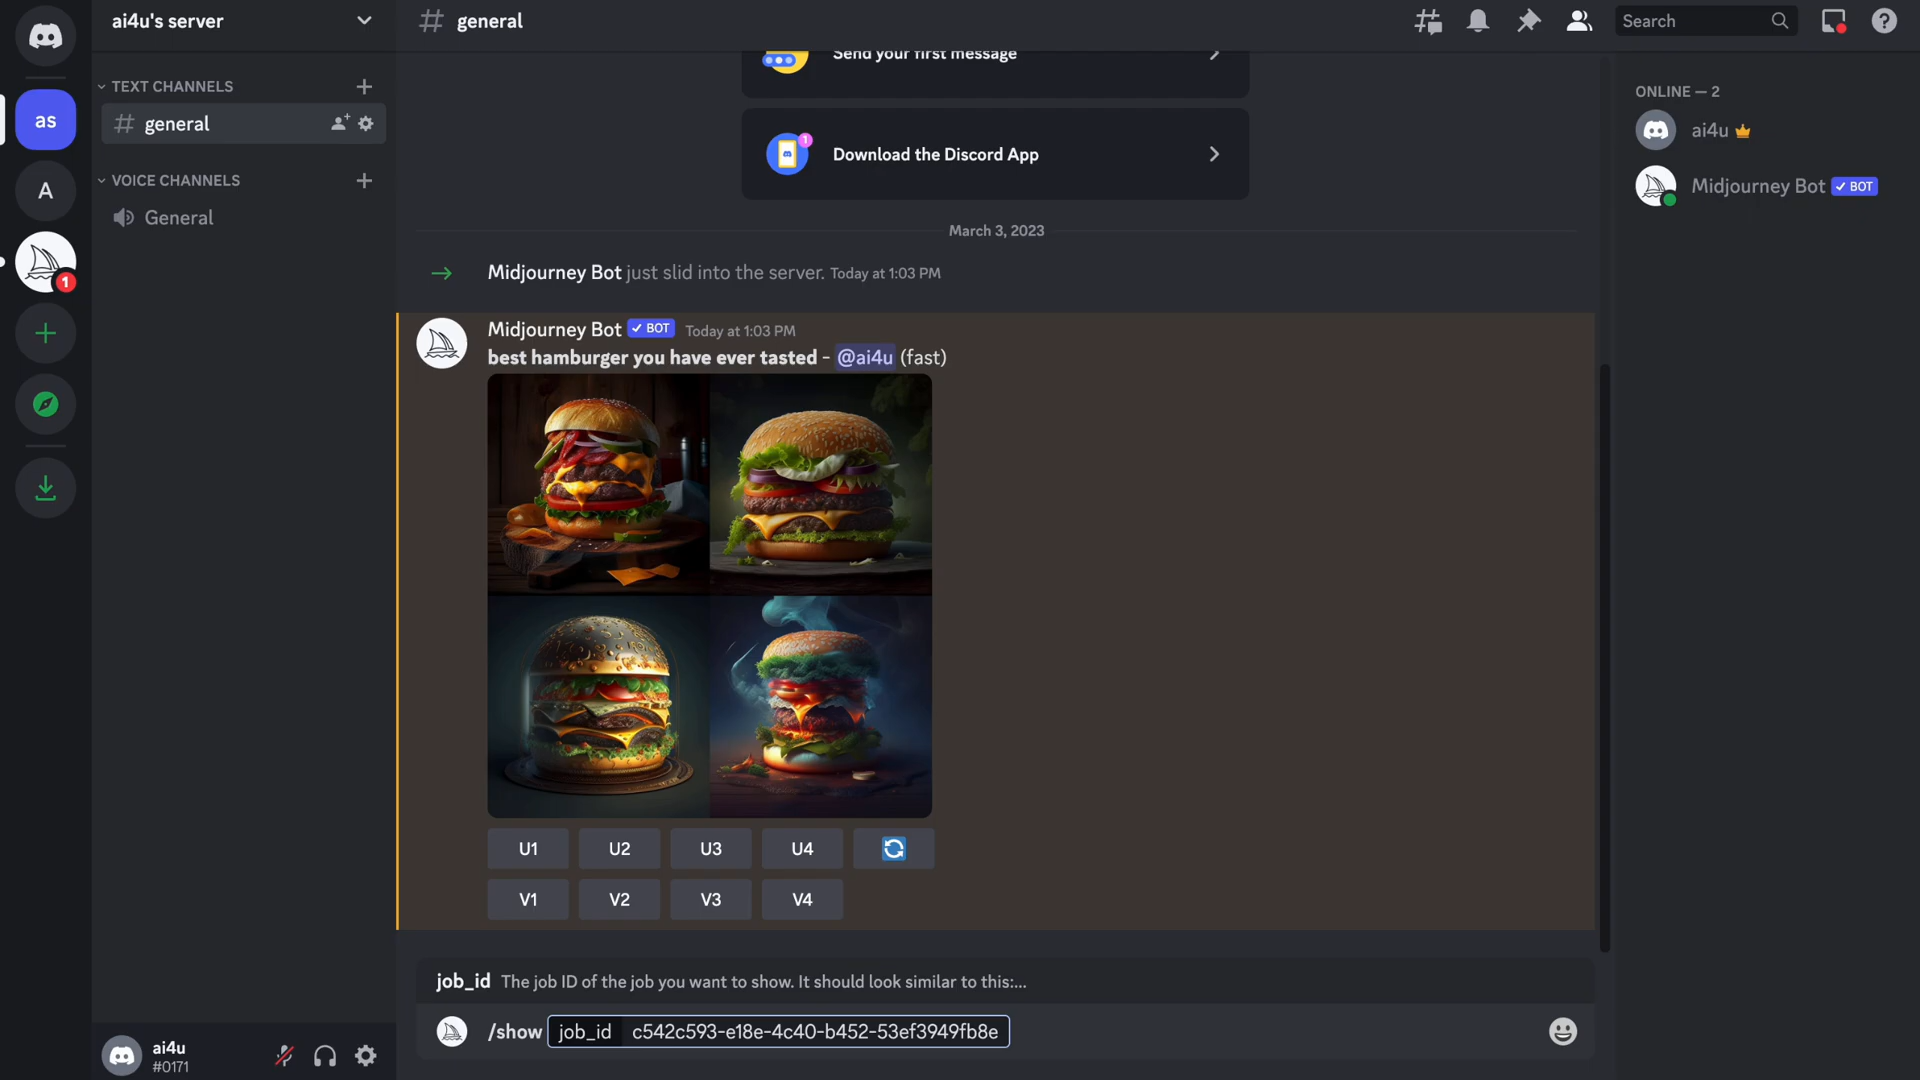 ai4u's server
# general
Search
TEXT CHANNELS
# general
VOICE CHANNELS
General
as
A
1
Send your first message
1
Download the Discord App
March 3, 2023
Midjourney Bot just slid into the server. Today at 1:03 PM
Midjourney Bot ✓ BOT Today at 1:03 PM
best hamburger you have ever tasted - @ai4u (fast)
U1 U2 U3 U4
V1 V2 V3 V4
job_id The job ID of the job you want to show. It should look similar to this:...
/show job_id c542c593-e18e-4c40-b452-53ef3949fb8e
ai4u
#0171
ONLINE — 2
ai4u
Midjourney Bot ✓ BOT